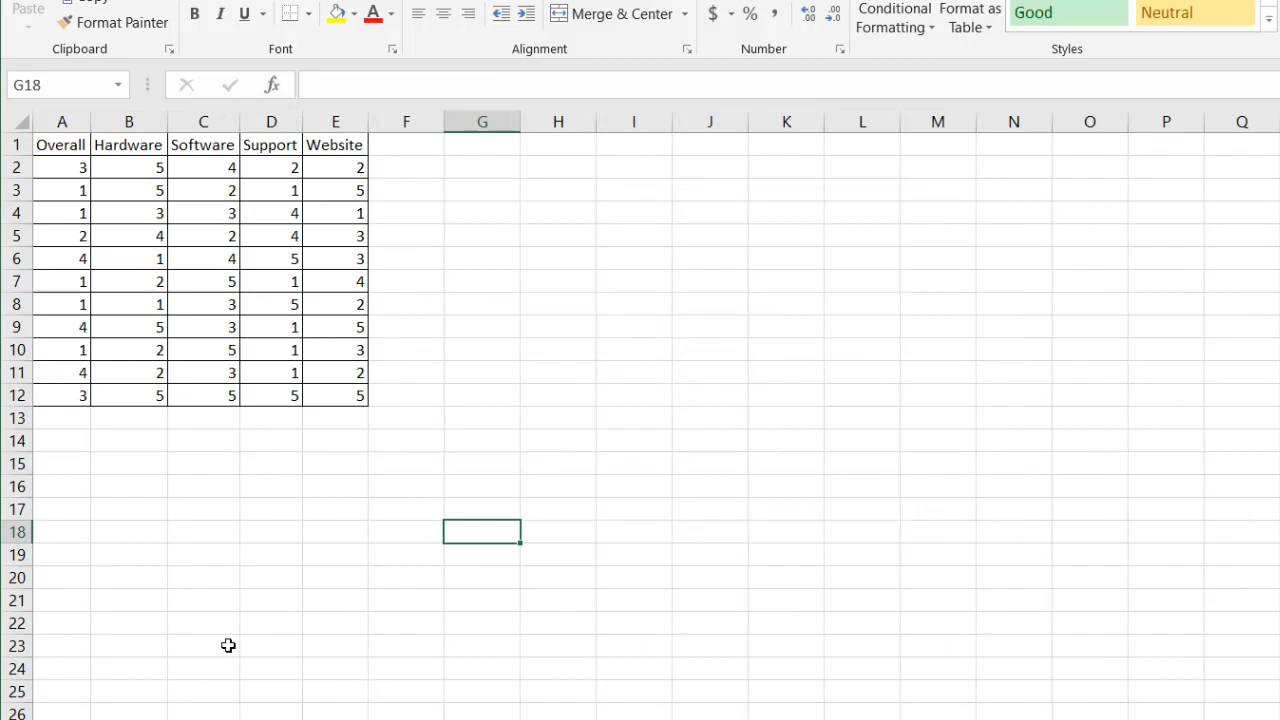 Paste
Copy
Format Painter
B I U A
Merge & Center
$ % ,
Conditional Formatting
Format as Table
Good
Neutral
Clipboard Font Alignment Number Styles
G18 fx
A B C D E F G H I J K L M N O P Q
1 Overall Hardware Software Support Website
2 3 5 4 2 2
3 1 5 2 1 5
4 1 3 3 4 1
5 2 4 2 4 3
6 4 1 4 5 3
7 1 2 5 1 4
8 1 1 3 5 2
9 4 5 3 1 5
10 1 2 5 1 3
11 4 2 3 1 2
12 3 5 5 5 5
13
14
15
16
17
18
19
20
21
22
23
24
25
26